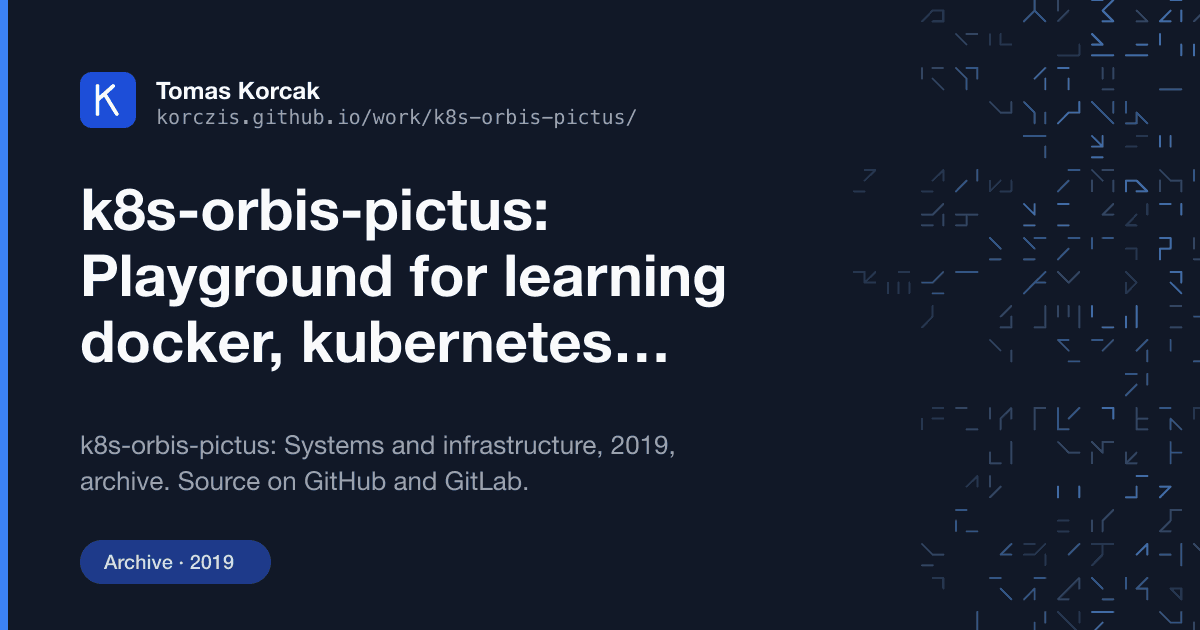 K
Tomas Korcak
korczis.github.io/work/k8s-orbis-pictus/
k8s-orbis-pictus:
Playground for learning
docker, kubernetes…
k8s-orbis-pictus: Systems and infrastructure, 2019,
archive. Source on GitHub and GitLab.
Archive · 2019